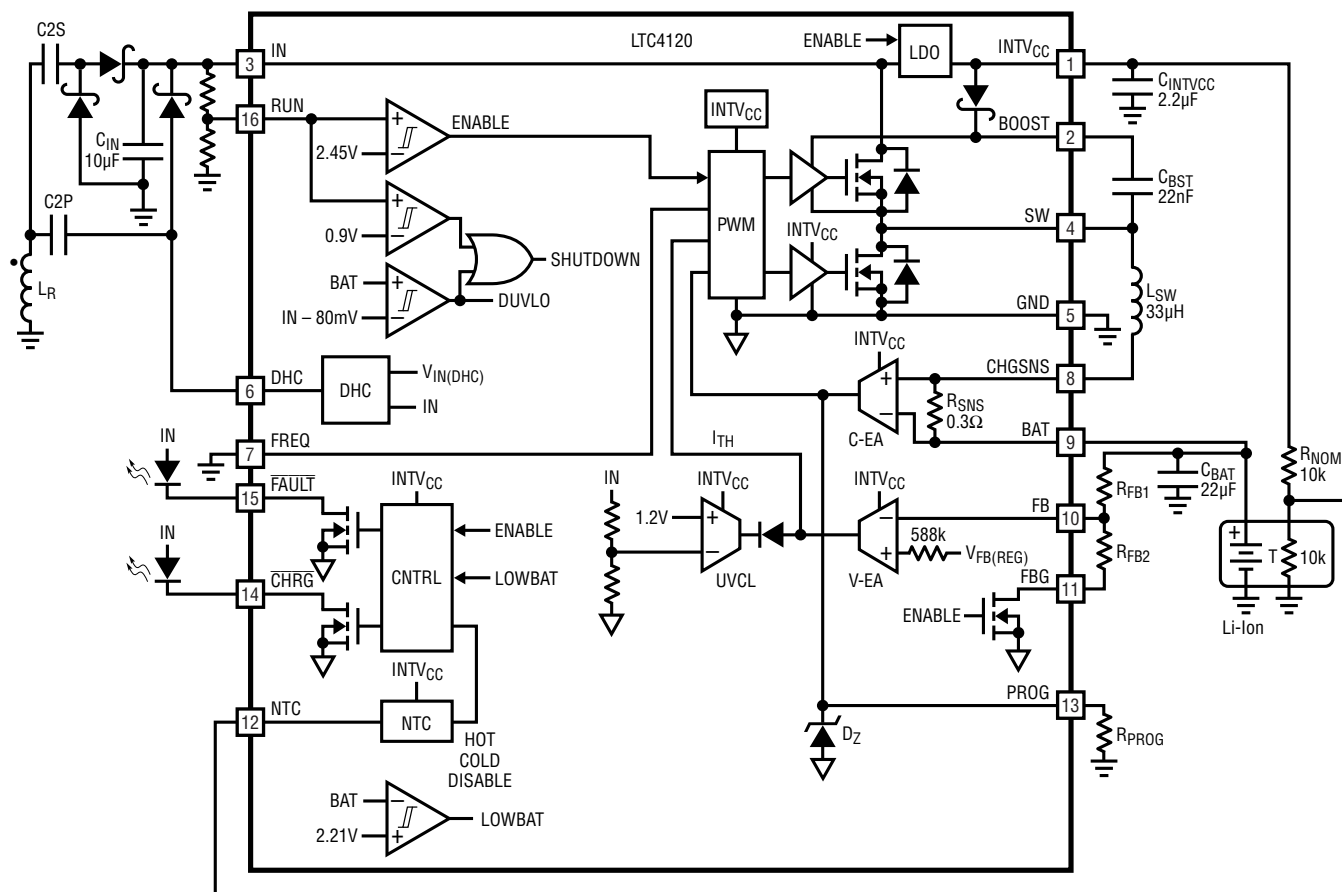 C2S
IN
3
LTC4120
ENABLE
LDO
INTVCC
1
CINTVCC
2.2µF
RUN
16
CIN
10µF
ENABLE
2.45V
+
–
INTVCC
BOOST
2
CBST
22nF
C2P
0.9V
+
–
SHUTDOWN
PWM
INTVCC
SW
4
LR
BAT
+
IN – 80mV
–
DUVLO
LSW
33µH
GND
5
INTVCC
CHGSNS
8
+
–
C-EA
RSNS
0.3Ω
DHC
6
DHC
VIN(DHC)
IN
BAT
9
FREQ
7
IN
ITH
RNOM
10k
FAULT
15
INTVCC
IN
INTVCC
INTVCC
CBAT
22µF
RFB1
1.2V
+
–
UVCL
–
+
V-EA
FB
10
588k
VFB(REG)
RFB2
IN
CHRG
14
CNTRL
ENABLE
LOWBAT
FBG
11
ENABLE
+
T
10k
Li-Ion
INTVCC
NTC
12
NTC
HOT
COLD
DISABLE
PROG
13
DZ
RPROG
BAT
–
2.21V
+
LOWBAT